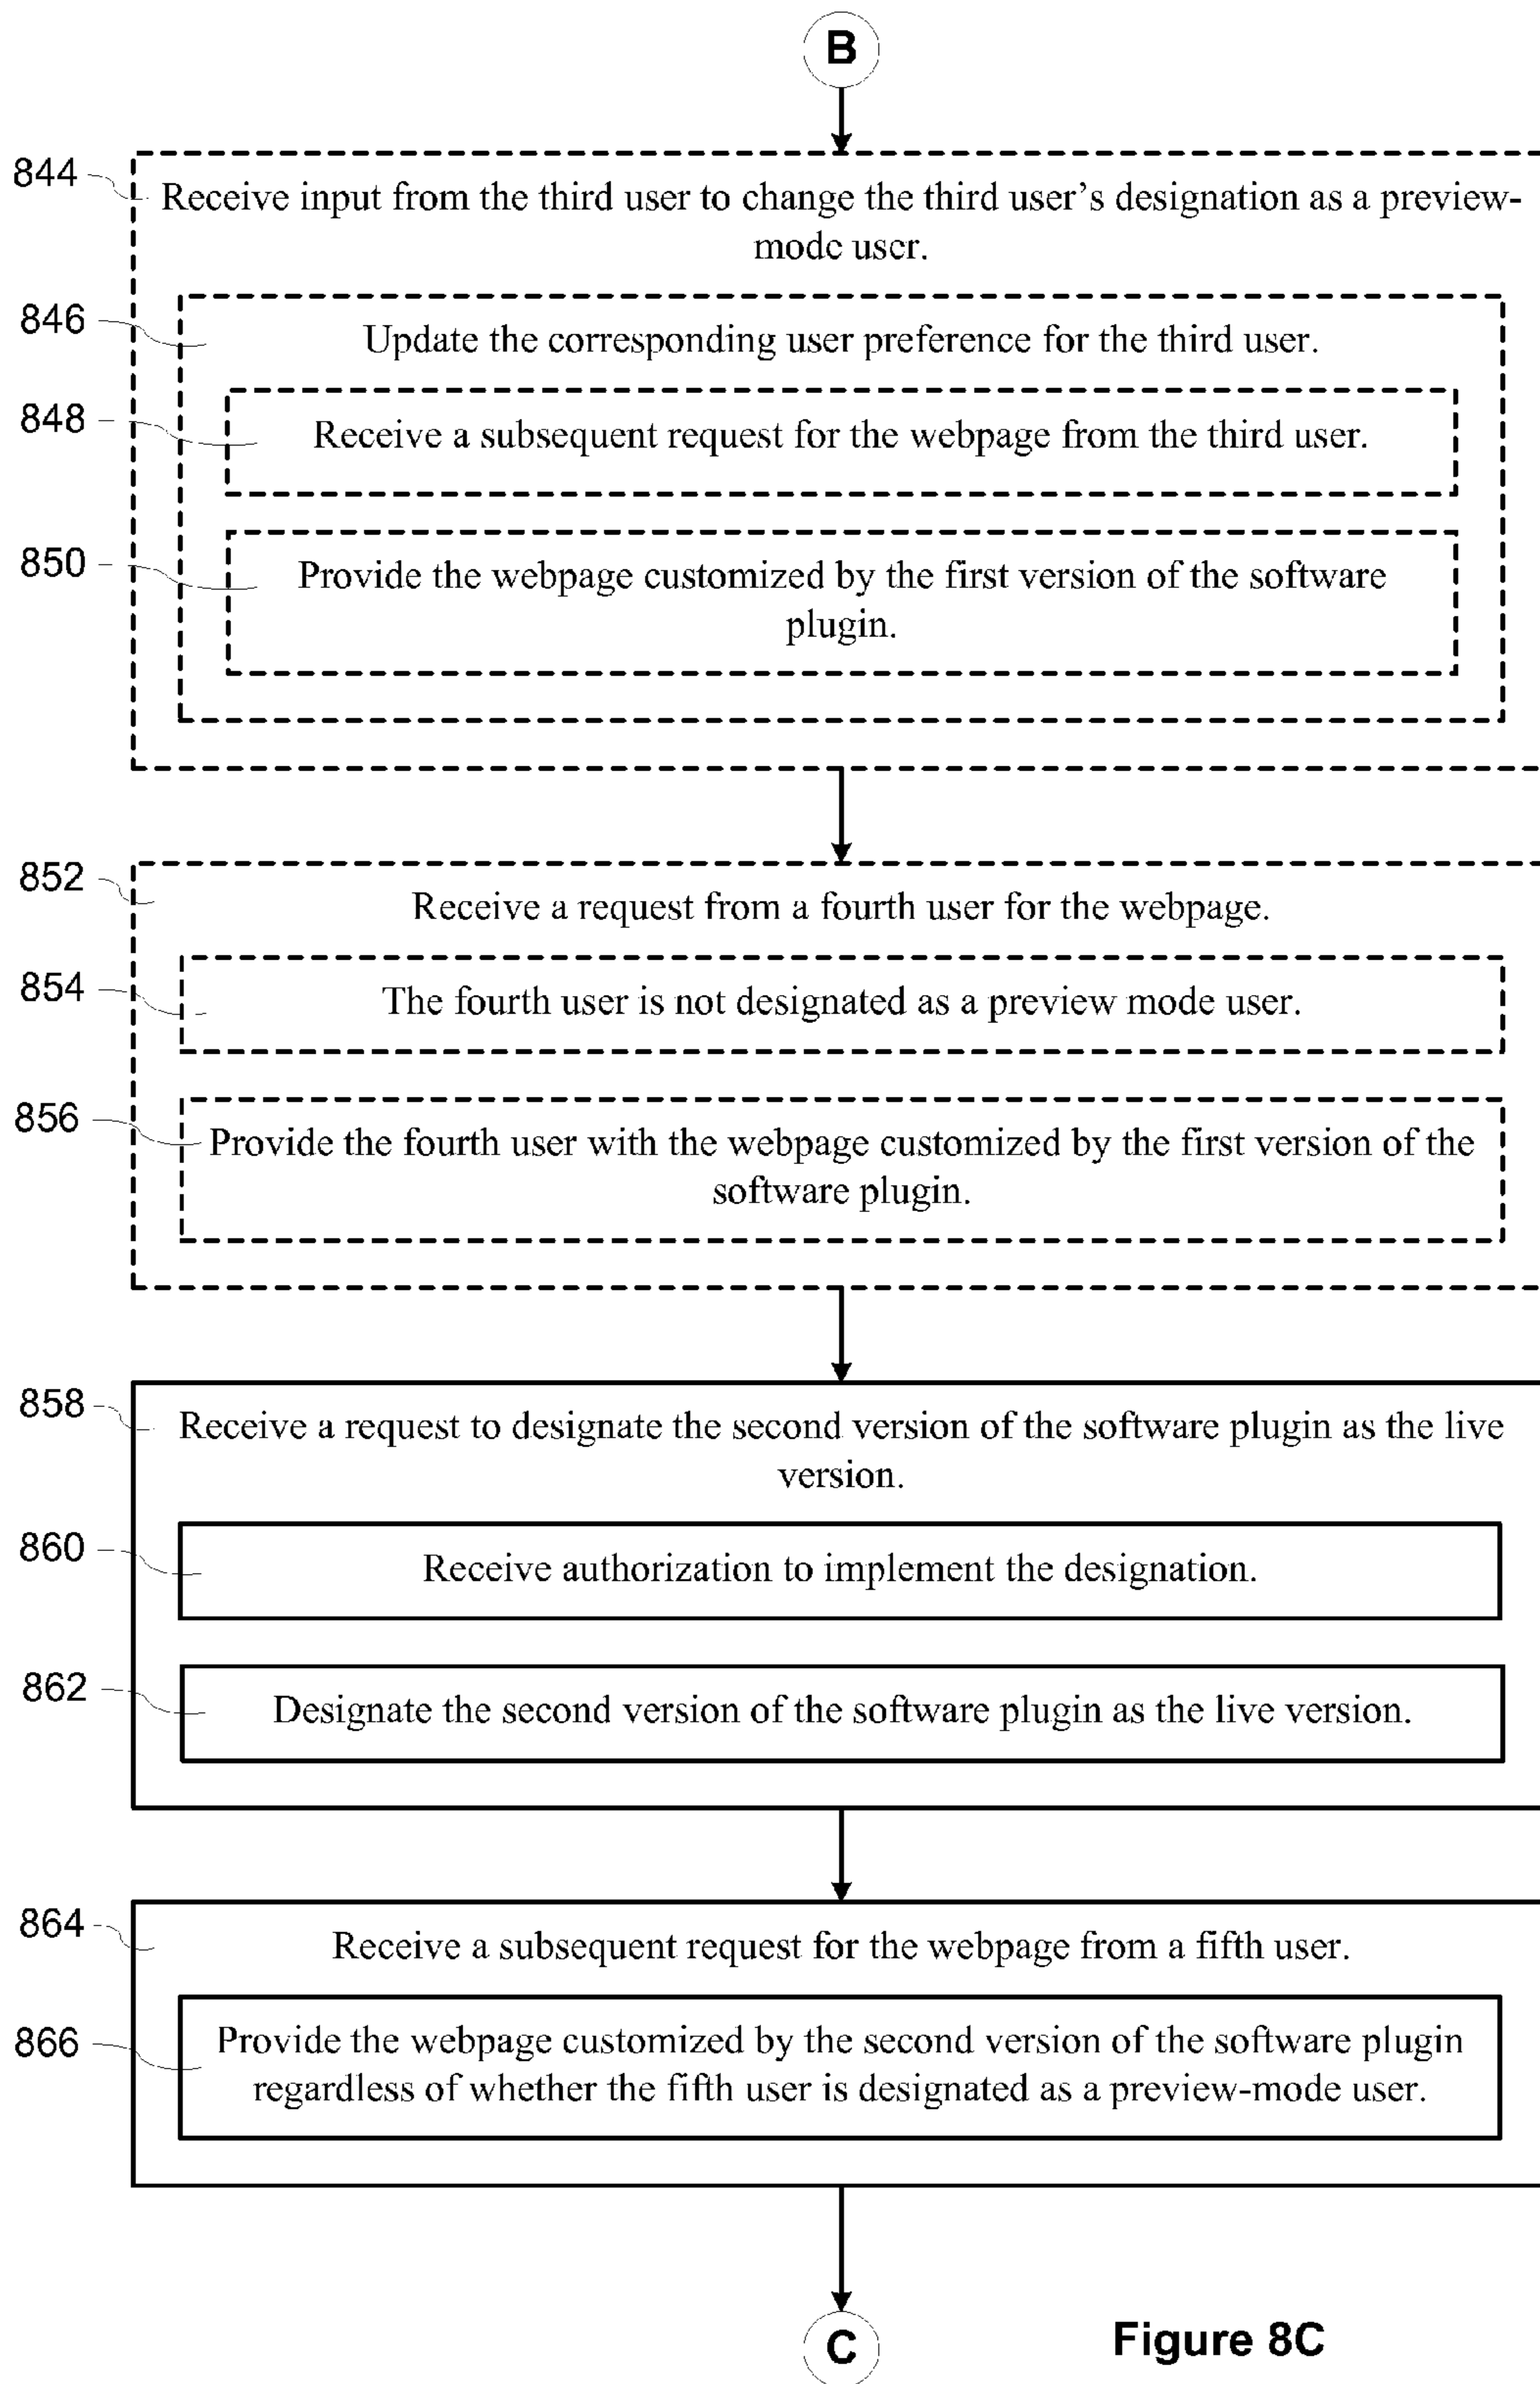 B
844
Receive input from the third user to change the third user's designation as a preview-
mode user.
846
Update the corresponding user preference for the third user.
848
Receive a subsequent request for the webpage from the third user.
850
Provide the webpage customized by the first version of the software
plugin.
852
Receive a request from a fourth user for the webpage.
854
The fourth user is not designated as a preview mode user.
856
Provide the fourth user with the webpage customized by the first version of the
software plugin.
858
Receive a request to designate the second version of the software plugin as the live
version.
860
Receive authorization to implement the designation.
862
Designate the second version of the software plugin as the live version.
864
Receive a subsequent request for the webpage from a fifth user.
866
Provide the webpage customized by the second version of the software plugin
regardless of whether the fifth user is designated as a preview-mode user.
C
Figure 8C